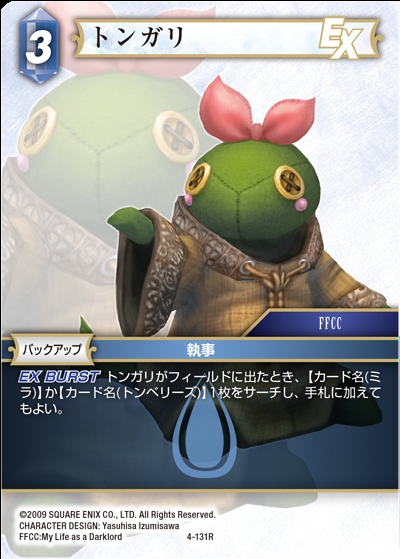 3
トンガリ
EX
FFCC
バックアップ
執事
EX BURST トンガリがフィールドに出たとき、【カード名(ミ
ラ)】か【カード名(トンベリーズ)】1枚をサーチし、手札に加えて
もよい。
©2009 SQUARE ENIX CO., LTD. All Rights Reserved.
CHARACTER DESIGN: Yasuhisa Izumisawa
FFCC:My Life as a Darklord
4-131R